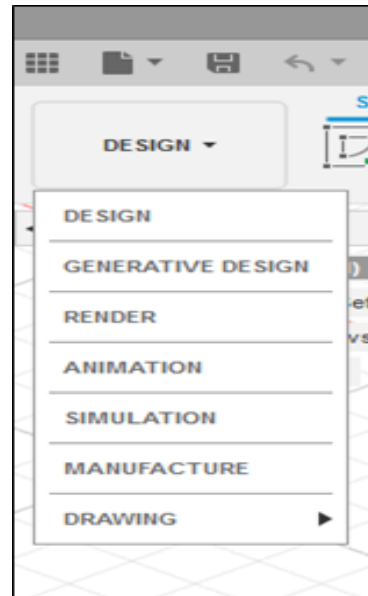 S
DESIGN
DESIGN
GENERATIVE DESIGN
RENDER
ANIMATION
SIMULATION
MANUFACTURE
DRAWING